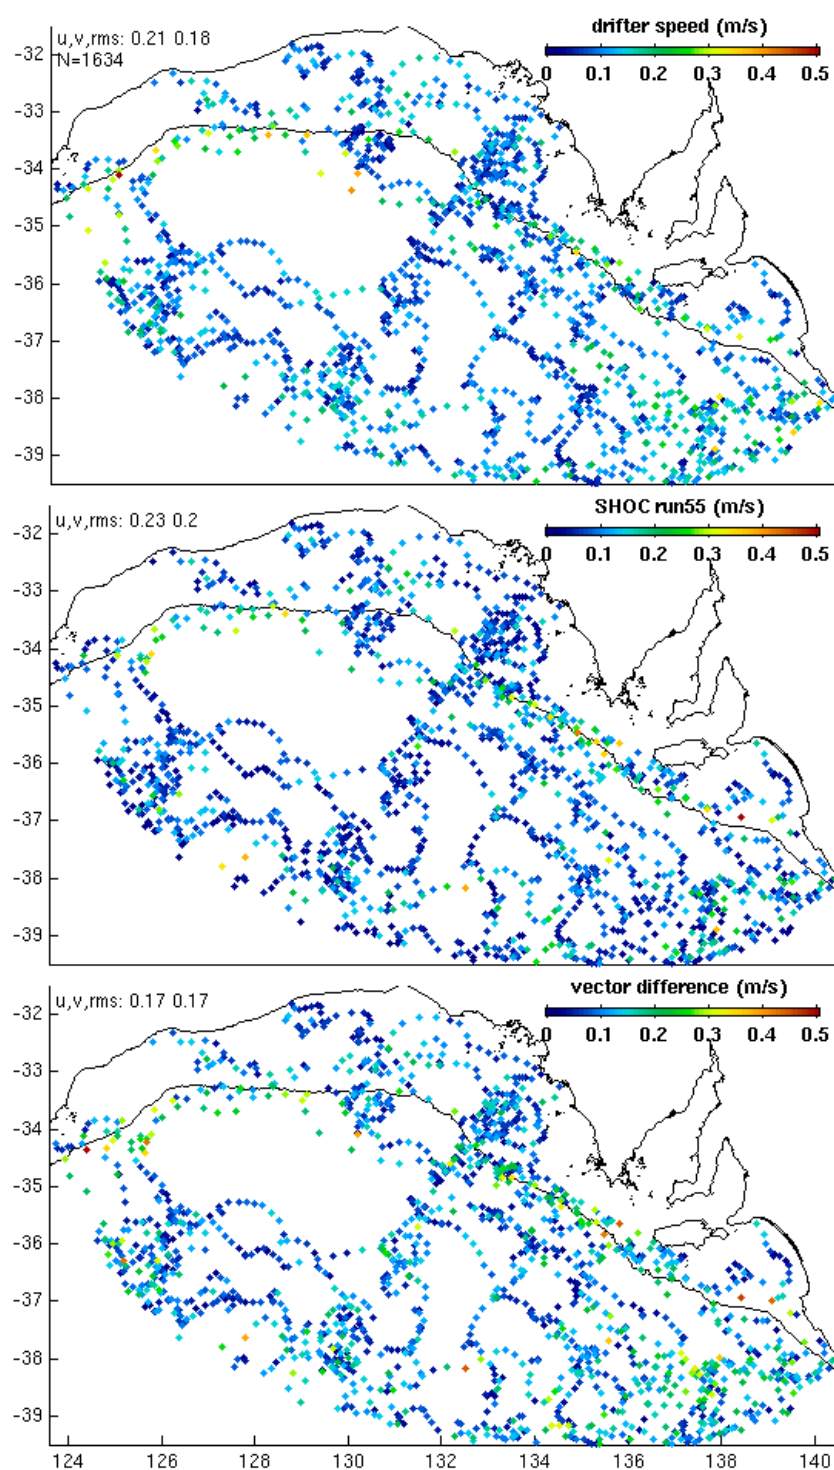 drifter speed (m/s)
u,v,rms: 0.21 0.18
N=1634
0 0.1 0.2 0.3 0.4 0.5
-32
-33
-34
-35
-36
-37
-38
-39
SHOC run55 (m/s)
u,v,rms: 0.23 0.2
0 0.1 0.2 0.3 0.4 0.5
-32
-33
-34
-35
-36
-37
-38
-39
vector difference (m/s)
u,v,rms: 0.17 0.17
0 0.1 0.2 0.3 0.4 0.5
-32
-33
-34
-35
-36
-37
-38
-39
124 126 128 130 132 134 136 138 140